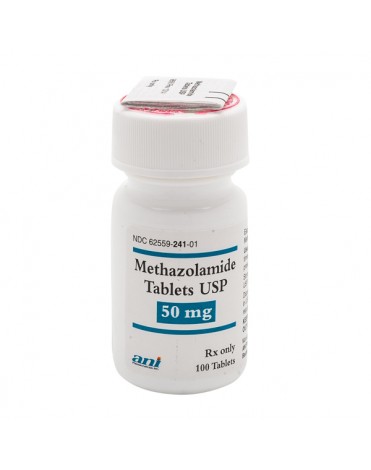 NDC 62559-241-01
Methazolamide
Tablets USP
50 mg
ani
Rx only
100 Tablets